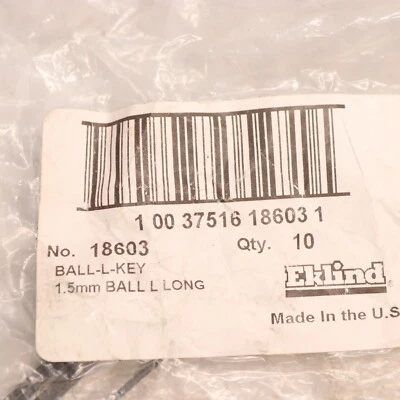 1 00 37516 18603 1
No. 18603 Qty. 10
BALL-L-KEY
1.5mm BALL L LONG
Eklind
Made in the U.S